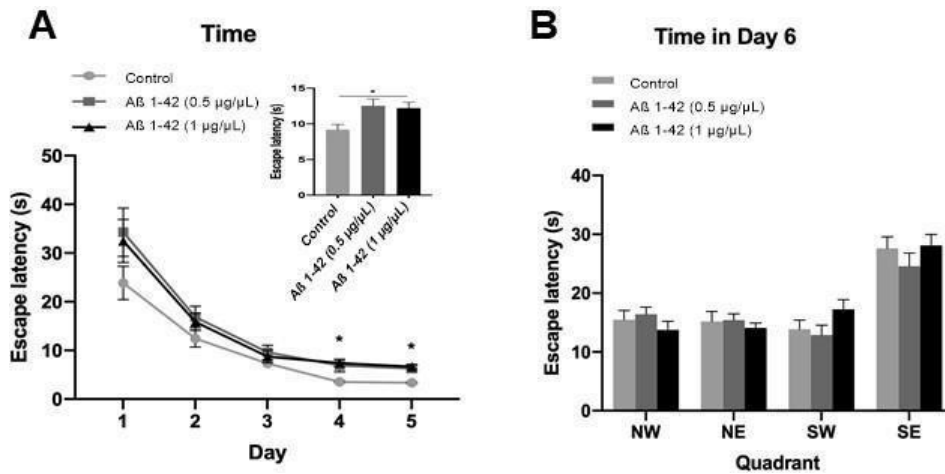 A
Time
Control
Aß 1-42 (0.5 µg/µL)
Aß 1-42 (1 µg/µL)
Escape latency (s)
50
40
30
20
10
0
1 2 3 4 5
Day
* *
Escape latency (s)
15
10
5
0
*
Control
Aß 1-42 (0.5 µg/µL)
Aß 1-42 (1 µg/µL)
B
Time in Day 6
Control
Aß 1-42 (0.5 µg/µL)
Aß 1-42 (1 µg/µL)
Escape latency (s)
40
30
20
10
0
NW NE SW SE
Quadrant